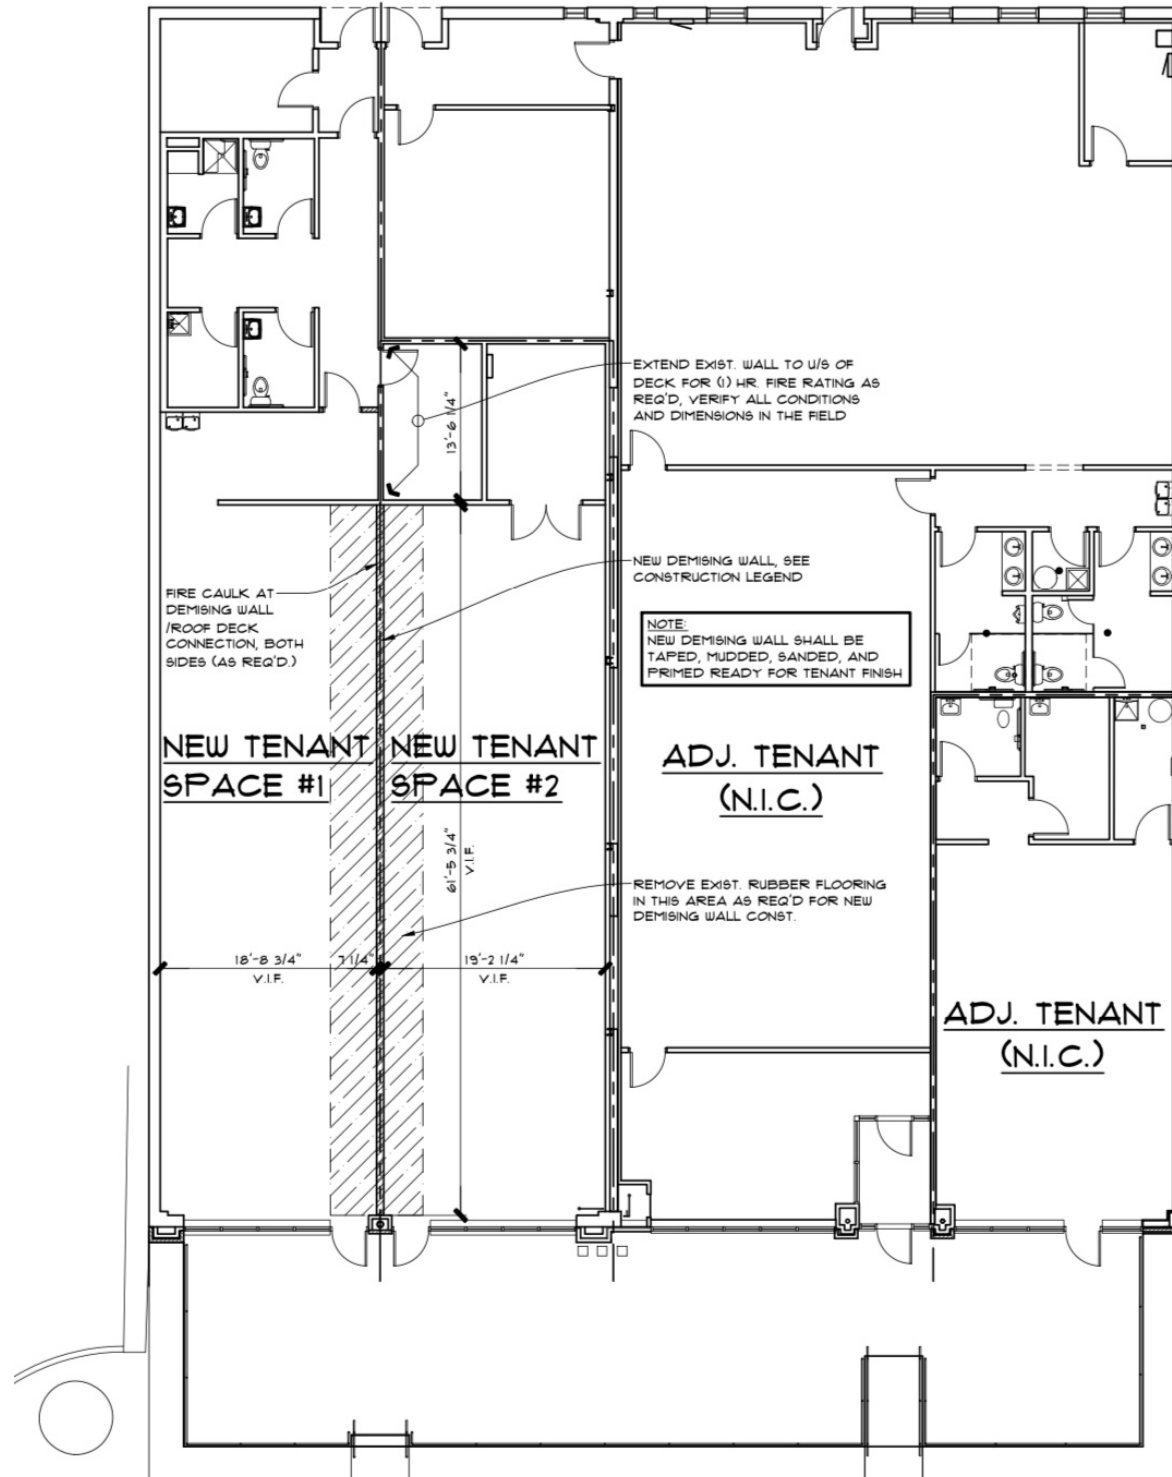 EXTEND EXIST. WALL TO U/S OF
DECK FOR (1) HR. FIRE RATING AS
REQ'D, VERIFY ALL CONDITIONS
AND DIMENSIONS IN THE FIELD
13'-6 1/4"
NEW DEMISING WALL, SEE
CONSTRUCTION LEGEND
FIRE CAULK AT
DEMISING WALL
/ROOF DECK
CONNECTION, BOTH
SIDES (AS REQ'D.)
NOTE:
NEW DEMISING WALL SHALL BE
TAPED, MUDDED, SANDED, AND
PRIMED READY FOR TENANT FINISH
NEW TENANT
SPACE #1
NEW TENANT
SPACE #2
ADJ. TENANT
(N.I.C.)
61'-5 3/4"
V.I.F.
REMOVE EXIST. RUBBER FLOORING
IN THIS AREA AS REQ'D FOR NEW
DEMISING WALL CONST.
18'-8 3/4"
V.I.F.
7 1/4"
19'-2 1/4"
V.I.F.
ADJ. TENANT
(N.I.C.)